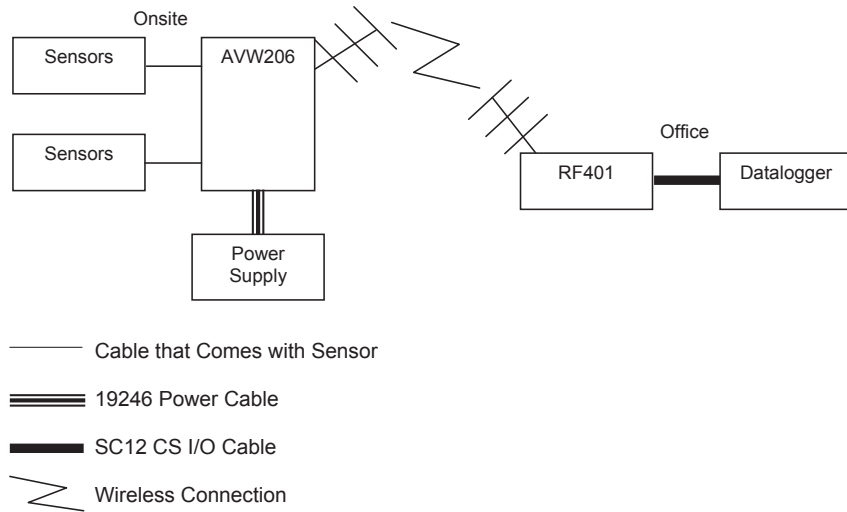 Onsite
Sensors
AVW206
Sensors
Power
Supply
Office
RF401
Datalogger
Cable that Comes with Sensor
19246 Power Cable
SC12 CS I/O Cable
Wireless Connection